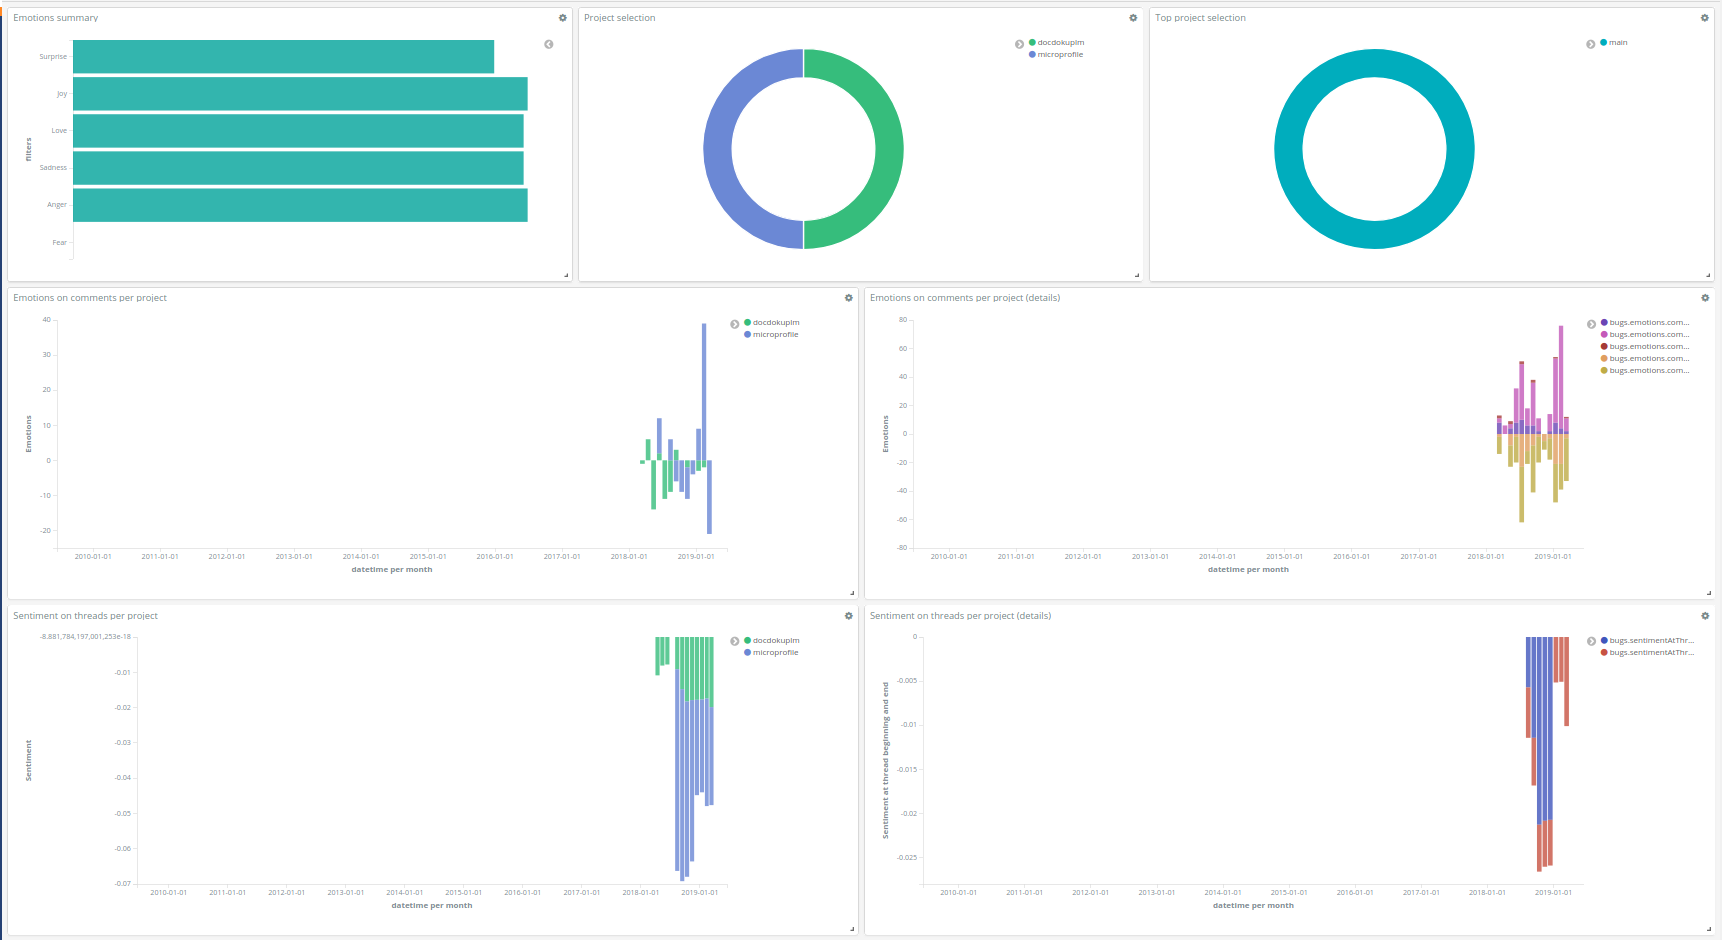 Emotions summary
Surprise
Joy
Love
Sadness
Anger
Fear
filters
Project selection
docdokuplm
microprofile
Top project selection
main
Emotions on comments per project
40
30
20
10
0
-10
-20
Emotions
2010-01-01 2011-01-01 2012-01-01 2013-01-01 2014-01-01 2015-01-01 2016-01-01 2017-01-01 2018-01-01 2019-01-01
datetime per month
docdokuplm
microprofile
Emotions on comments per project (details)
80
60
40
20
0
-20
-40
-60
-80
Emotions
2010-01-01 2011-01-01 2012-01-01 2013-01-01 2014-01-01 2015-01-01 2016-01-01 2017-01-01 2018-01-01 2019-01-01
datetime per month
bugs.emotions.com...
bugs.emotions.com...
bugs.emotions.com...
bugs.emotions.com...
bugs.emotions.com...
Sentiment on threads per project
-8.881,784,197,001,253e-18
-0.01
-0.02
-0.03
-0.04
-0.05
-0.06
-0.07
Sentiment
2010-01-01 2011-01-01 2012-01-01 2013-01-01 2014-01-01 2015-01-01 2016-01-01 2017-01-01 2018-01-01 2019-01-01
datetime per month
docdokuplm
microprofile
Sentiment on threads per project (details)
0
-0.005
-0.01
-0.015
-0.02
-0.025
Sentiment at thread beginning and end
2010-01-01 2011-01-01 2012-01-01 2013-01-01 2014-01-01 2015-01-01 2016-01-01 2017-01-01 2018-01-01 2019-01-01
datetime per month
bugs.sentimentAtThr...
bugs.sentimentAtThr...